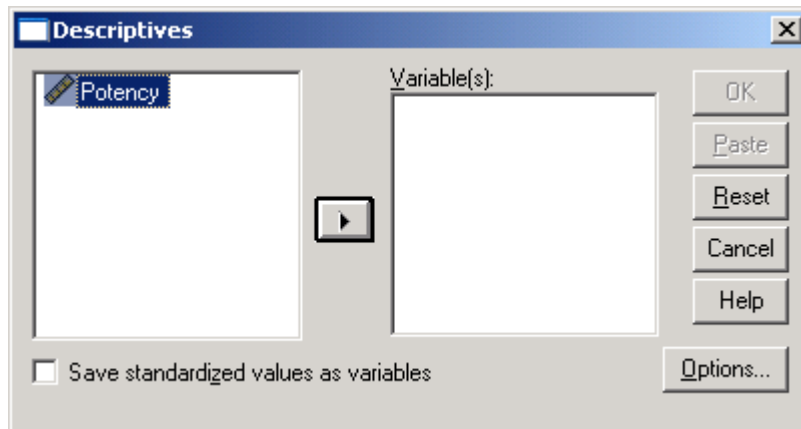 Descriptives
Potency
Variable(s):
OK
Paste
Reset
Cancel
Help
Save standardized values as variables
Options...